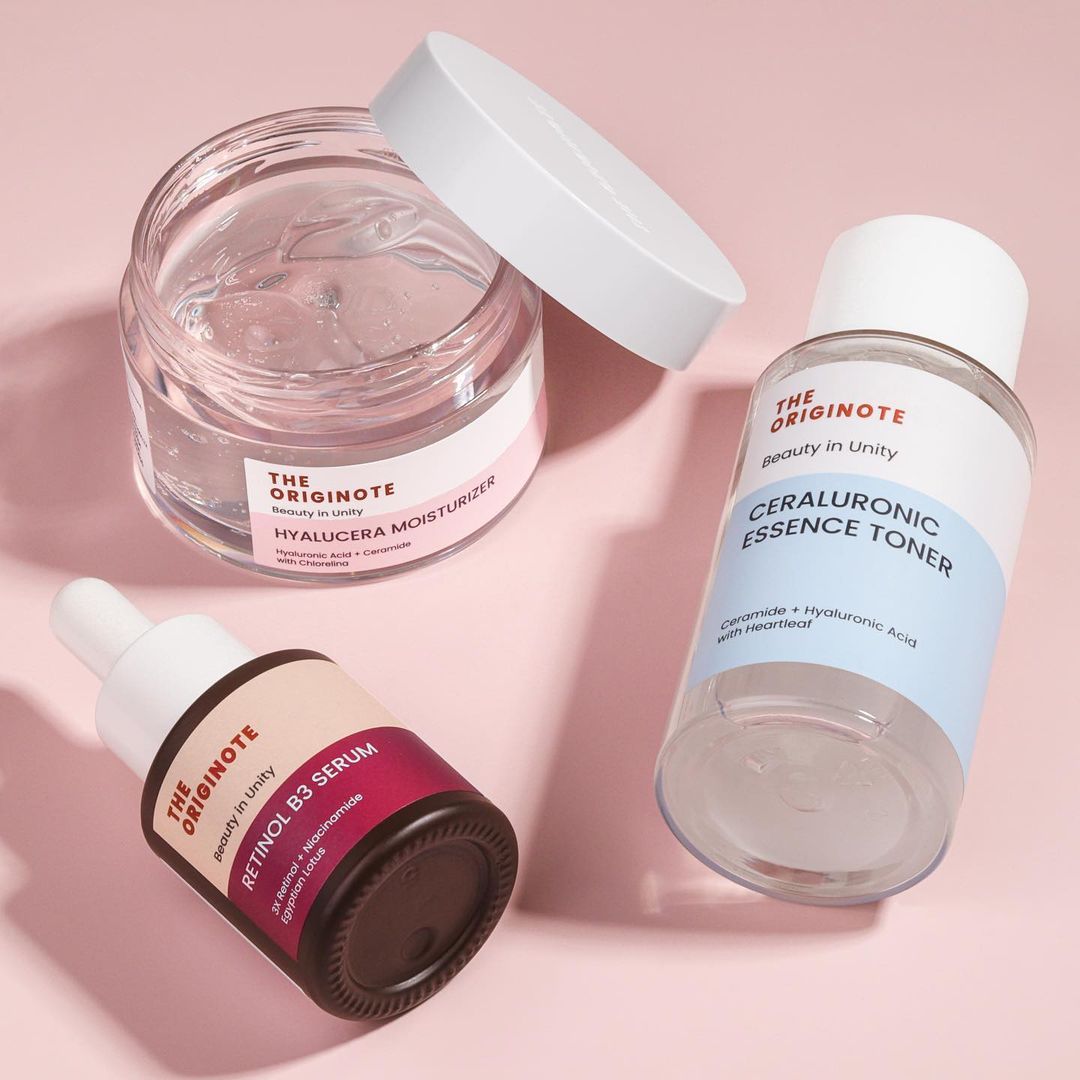 THE
ORIGINOTE
Beauty in Unity
HYALUCERA MOISTURIZER
Hyaluronic Acid + Ceramide
with Chlorelina
THE
ORIGINOTE
Beauty in Unity
CERALURONIC
ESSENCE TONER
Ceramide + Hyaluronic Acid
with Heartleaf
THE
ORIGINOTE
Beauty in Unity
RETINOL B3 SERUM
3X Retinol + Niacinamide
Egyptian Lotus